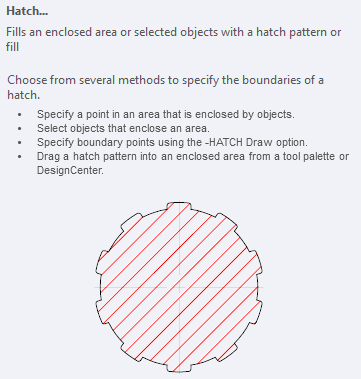 Hatch...
Fills an enclosed area or selected objects with a hatch pattern or
fill
Choose from several methods to specify the boundaries of a
hatch.
• Specify a point in an area that is enclosed by objects.
• Select objects that enclose an area.
• Specify boundary points using the -HATCH Draw option.
• Drag a hatch pattern into an enclosed area from a tool palette or
DesignCenter.